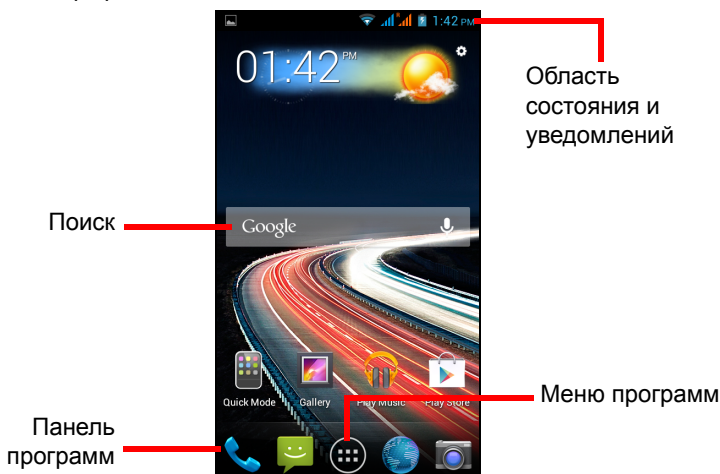 1:42 PM
01:42 PM
Область
состояния и
уведомлений
Поиск
Google
Quick Mode
Gallery
Play Music
Play Store
Меню программ
Панель
программ